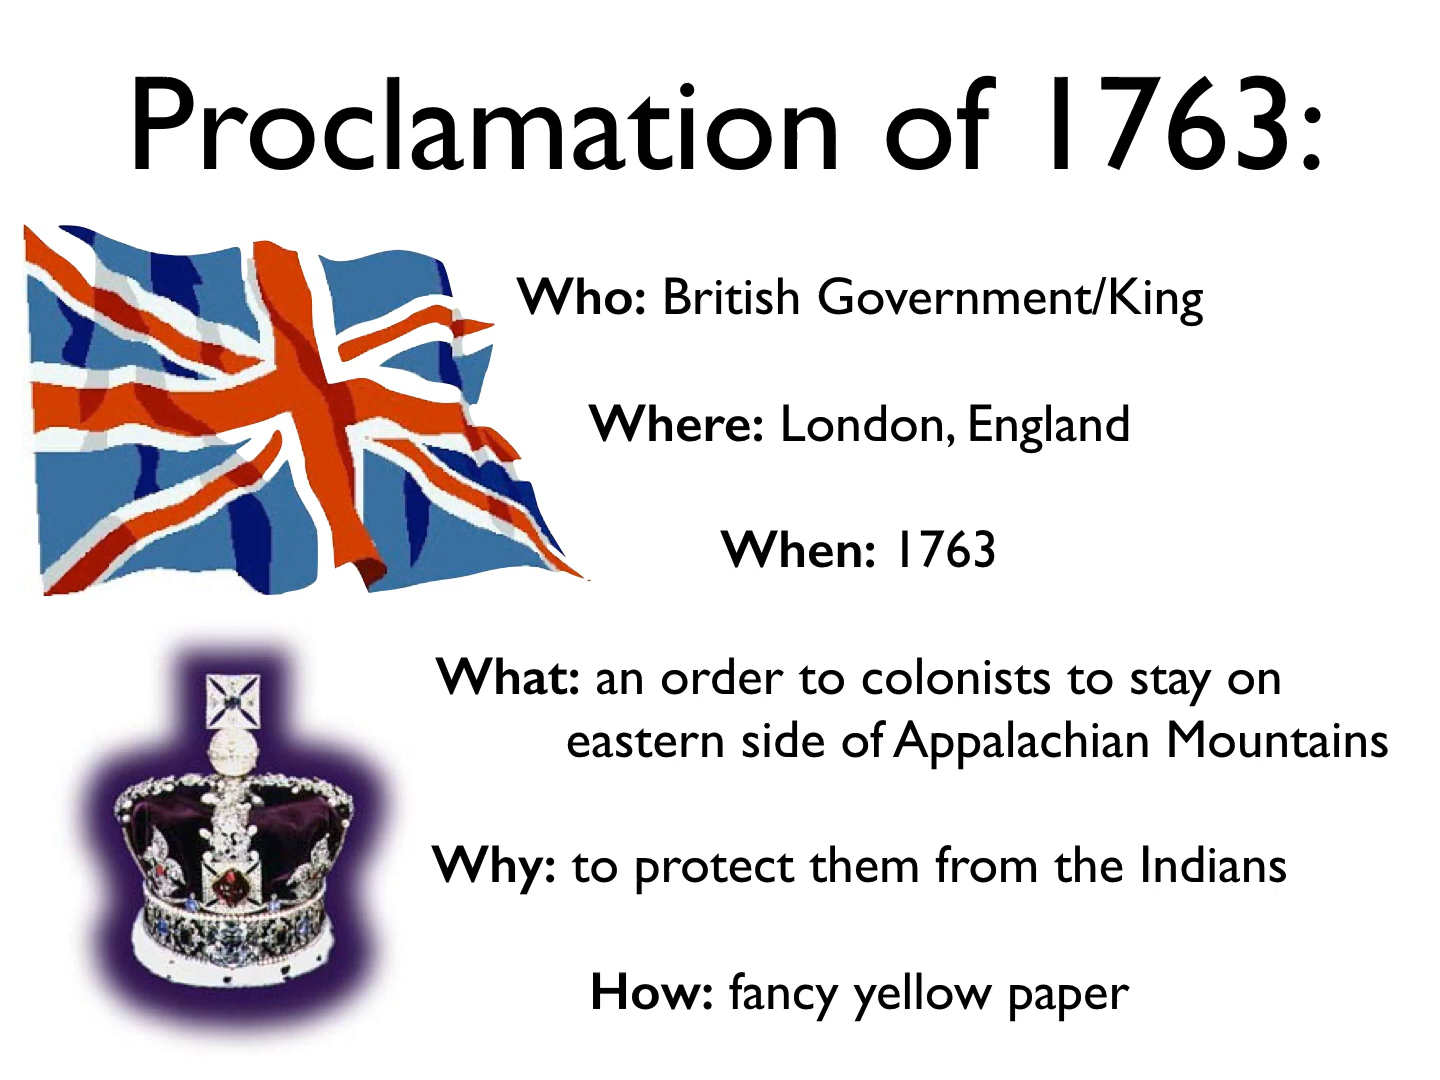 Proclamation of 1763:
Who: British Government/King
Where: London, England
When: 1763
What: an order to colonists to stay on
eastern side of Appalachian Mountains
Why: to protect them from the Indians
How: fancy yellow paper